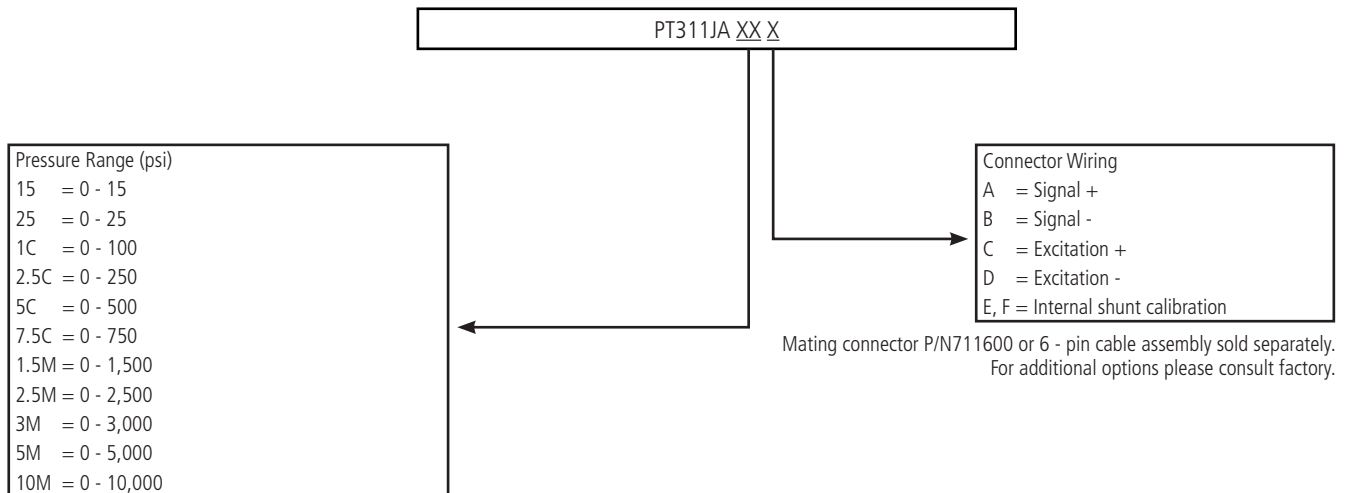 PT311JA XX X
Pressure Range (psi)
15 = 0 - 15
25 = 0 - 25
1C = 0 - 100
2.5C = 0 - 250
5C = 0 - 500
7.5C = 0 - 750
1.5M = 0 - 1,500
2.5M = 0 - 2,500
3M = 0 - 3,000
5M = 0 - 5,000
10M = 0 - 10,000
Connector Wiring
A = Signal +
B = Signal -
C = Excitation +
D = Excitation -
E, F = Internal shunt calibration
Mating connector P/N711600 or 6 - pin cable assembly sold separately.
For additional options please consult factory.